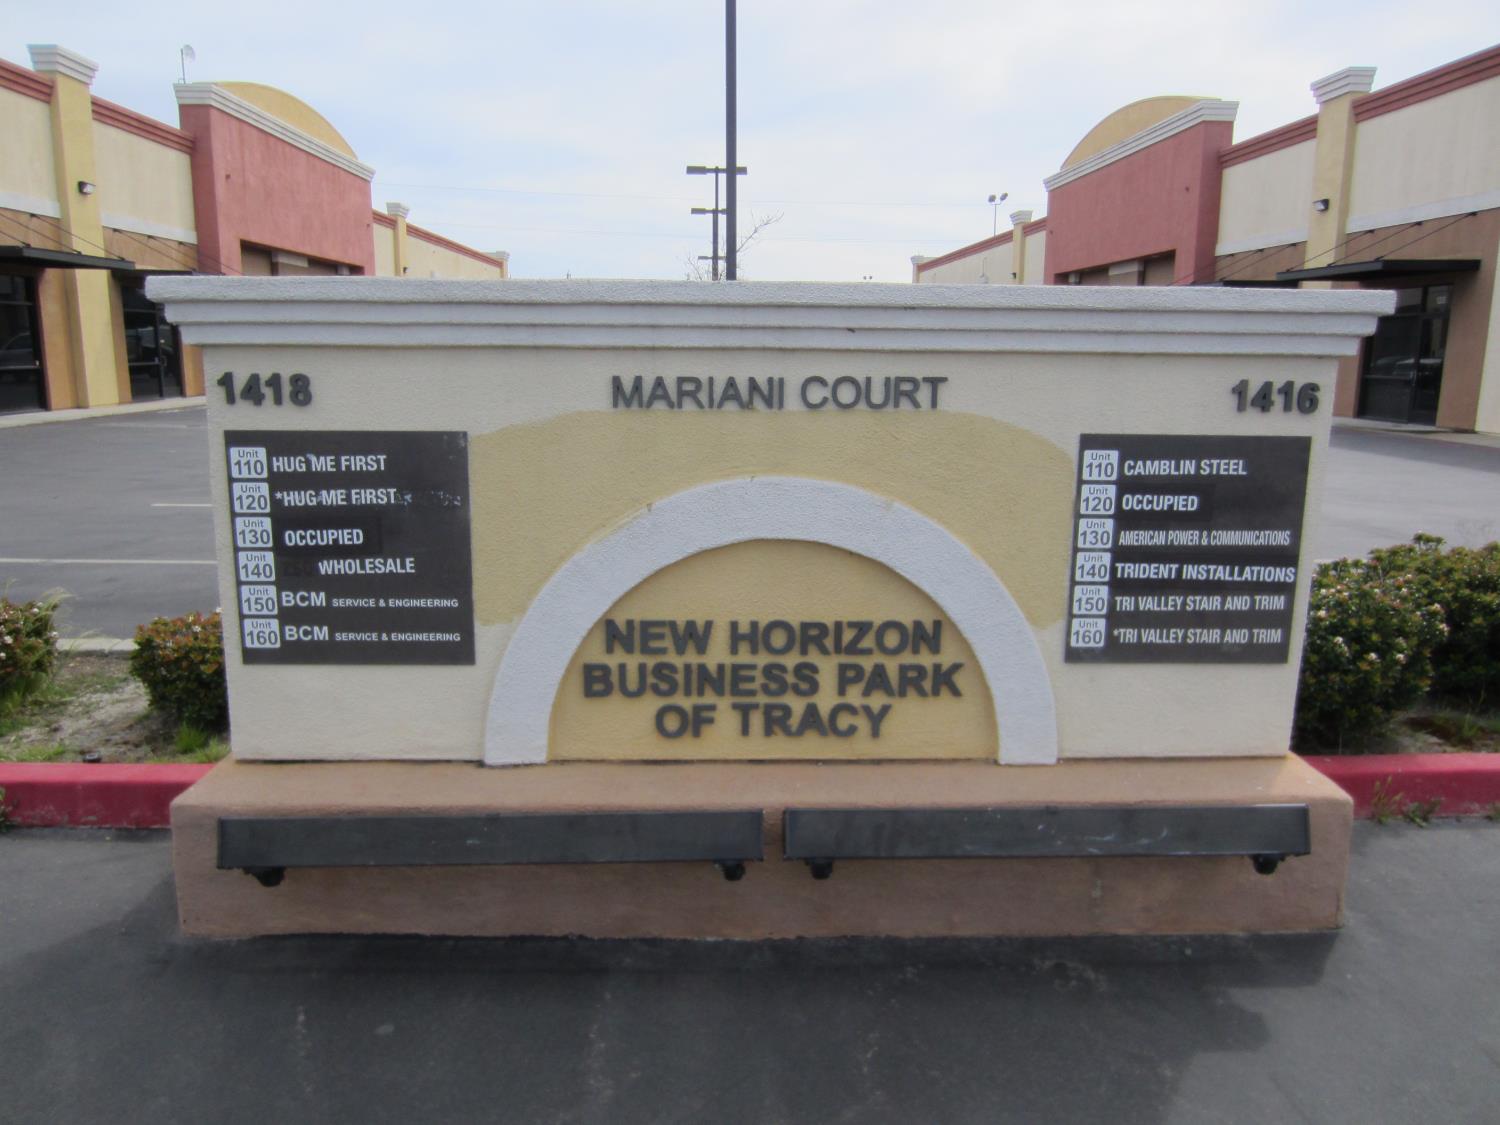 1418
MARIANI COURT
1416
Unit 110 HUG ME FIRST
Unit 120 *HUG ME FIRST
Unit 130 OCCUPIED
Unit 140 WHOLESALE
Unit 150 BCM SERVICE & ENGINEERING
Unit 160 BCM SERVICE & ENGINEERING
Unit 110 CAMBLIN STEEL
Unit 120 OCCUPIED
Unit 130 AMERICAN POWER & COMMUNICATIONS
Unit 140 TRIDENT INSTALLATIONS
Unit 150 TRI VALLEY STAIR AND TRIM
Unit 160 *TRI VALLEY STAIR AND TRIM
NEW HORIZON
BUSINESS PARK
OF TRACY